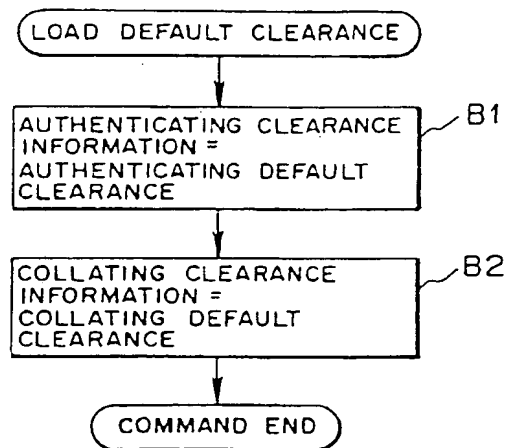 LOAD DEFAULT CLEARANCE
AUTHENTICATING CLEARANCE
INFORMATION =
AUTHENTICATING DEFAULT
CLEARANCE
B1
COLLATING CLEARANCE
INFORMATION =
COLLATING DEFAULT
CLEARANCE
B2
COMMAND END